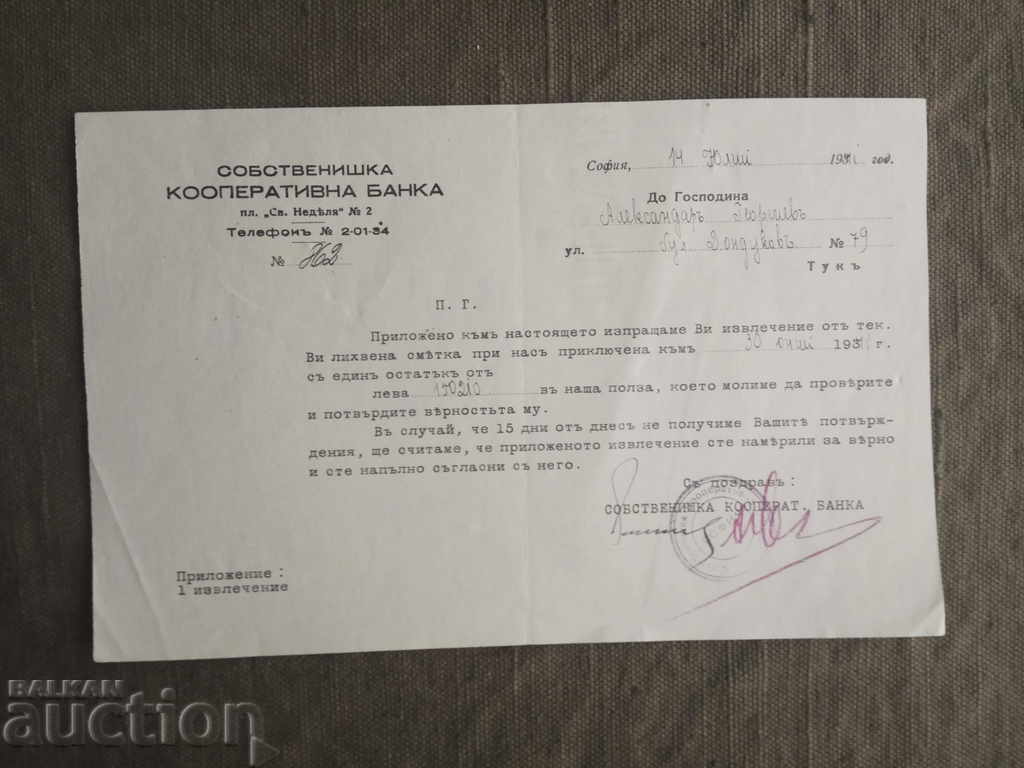 СОБСТВЕНИШКА
КООПЕРАТИВНА БАНКА
пл. „Св. Недѣля“ № 2
Телефонъ № 2-01-34
№
София, 14 Юлий 19 год.
До Господина
Александъръ Георгиевъ
ул. бул. Дондуковъ № 79
Тукъ
П. Г.
Приложено къмъ настоящето изпращаме Ви извлечение отъ тек.
Ви лихвена смѣтка при насъ приключена къмъ 30 юний 19 г.
съ единъ остатъкъ отъ
лева 150210 въ наша полза, което молиме да провѣрите
и потвърдите вѣрностьта му.
Въ случай, че 15 дни отъ днесъ не получиме Вашитѣ потвърж-
дения, ще считаме, че приложеното извлечение сте намѣрили за вѣрно
и сте напълно съгласни съ него.
Съ поздравъ:
СОБСТВЕНИШКА КООПЕРАТ. БАНКА
Приложение:
1 извлечение
BALKAN
auction